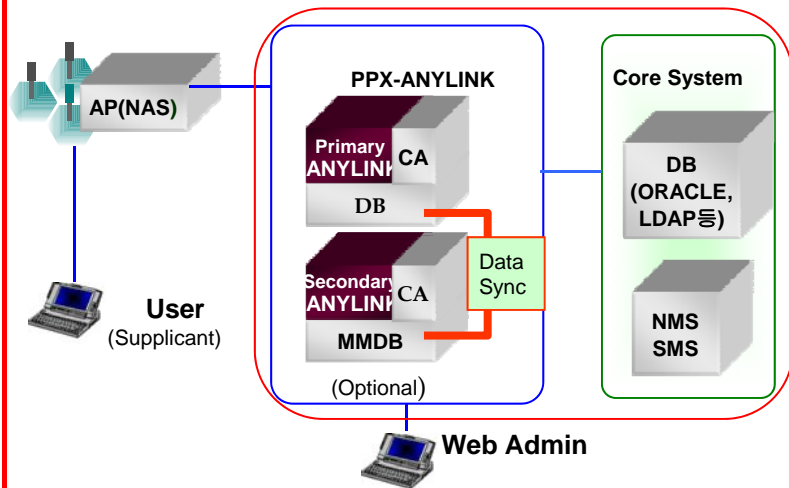 AP(NAS)
User
(Supplicant)
PPX-ANYLINK
Primary
ANYLINK
CA
DB
Secondary
ANYLINK
CA
MMDB
Data
Sync
(Optional)
Web Admin
Core System
DB
(ORACLE,
LDAP등)
NMS
SMS